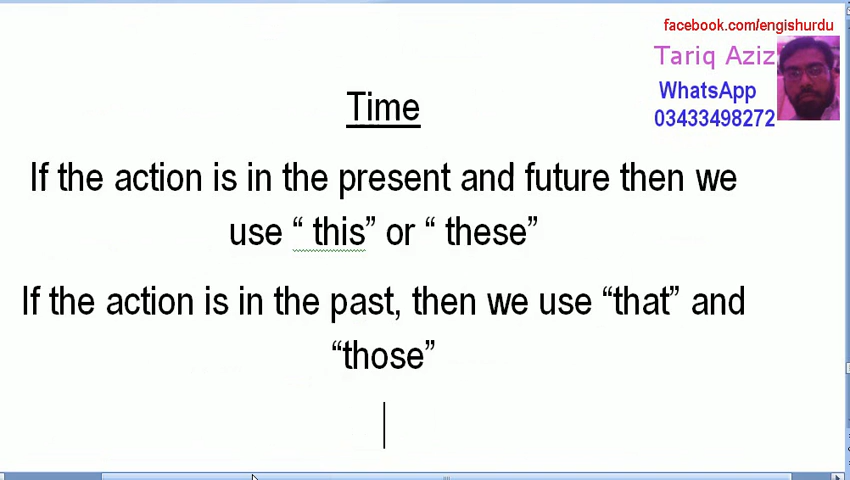 facebook.com/engishurdu
Tariq Aziz
WhatsApp
03433498272
Time
If the action is in the present and future then we
use “ this” or “ these”
If the action is in the past, then we use “that” and
“those”